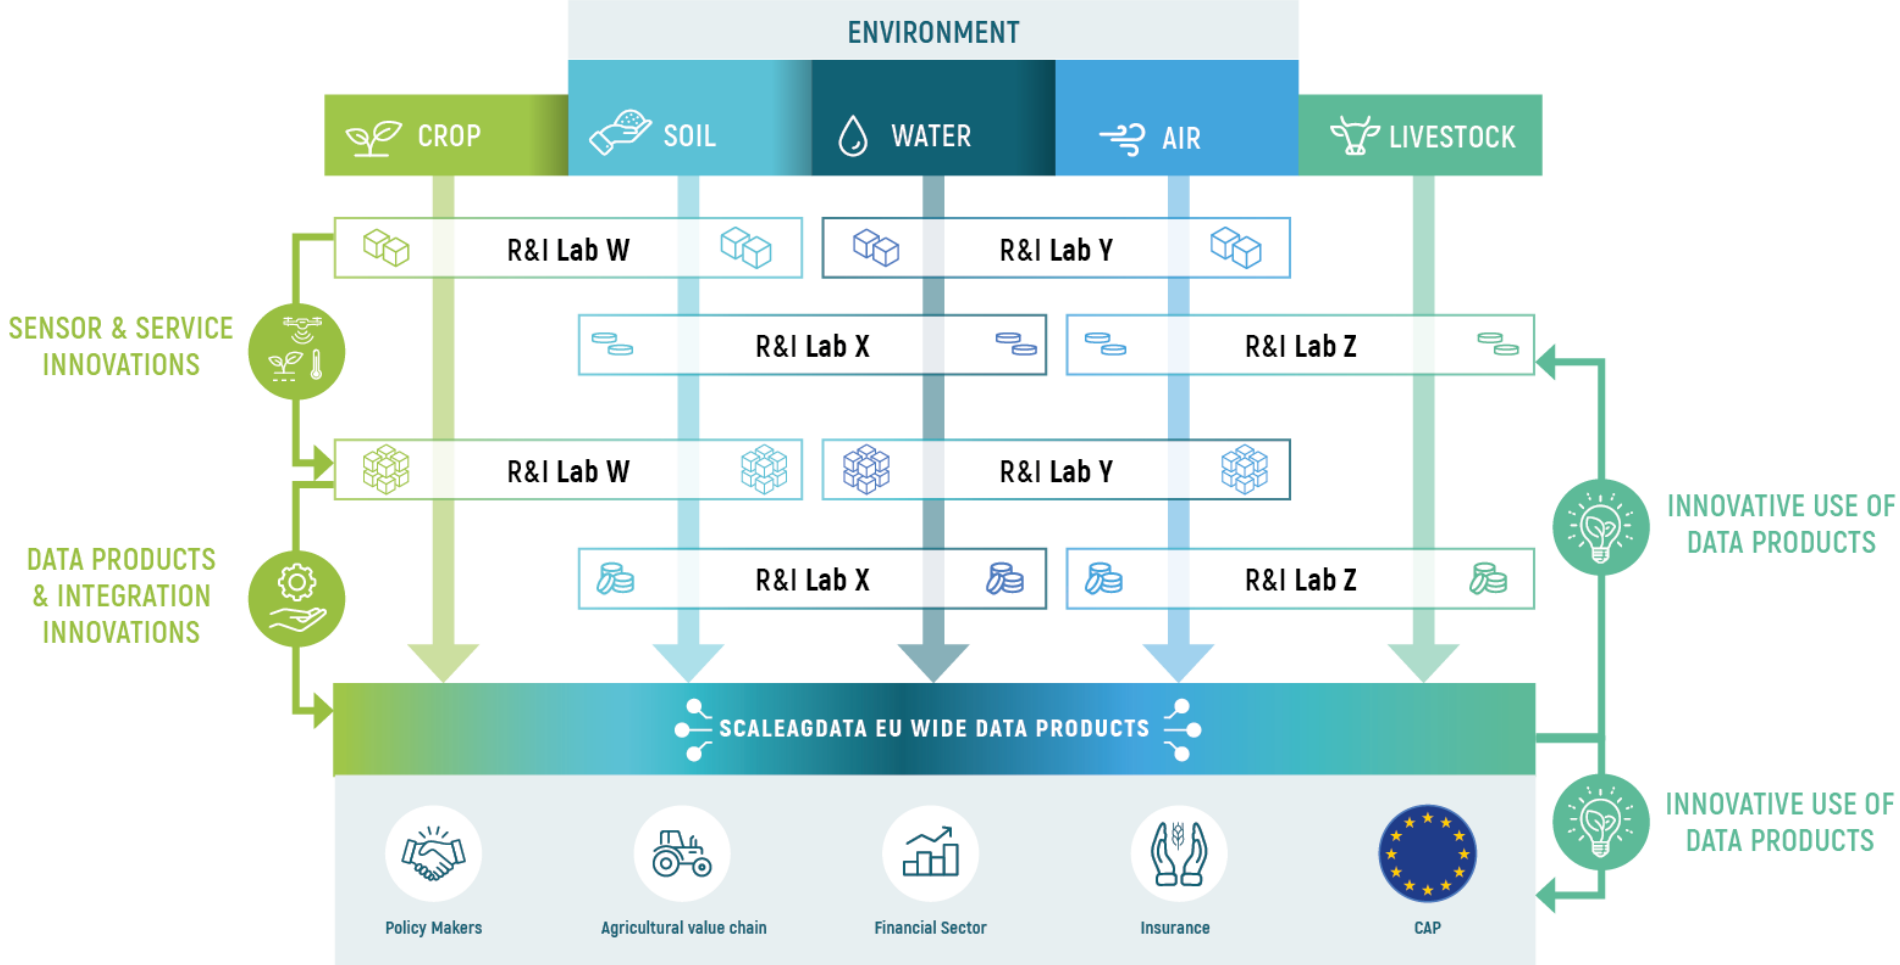 ENVIRONMENT
CROP
SOIL
WATER
AIR
LIVESTOCK
R&I Lab W
R&I Lab Y
SENSOR & SERVICE
INNOVATIONS
R&I Lab X
R&I Lab Z
R&I Lab W
R&I Lab Y
INNOVATIVE USE OF
DATA PRODUCTS
DATA PRODUCTS
& INTEGRATION
INNOVATIONS
R&I Lab X
R&I Lab Z
SCALEAGDATA EU WIDE DATA PRODUCTS
INNOVATIVE USE OF
DATA PRODUCTS
Policy Makers
Agricultural value chain
Financial Sector
Insurance
CAP